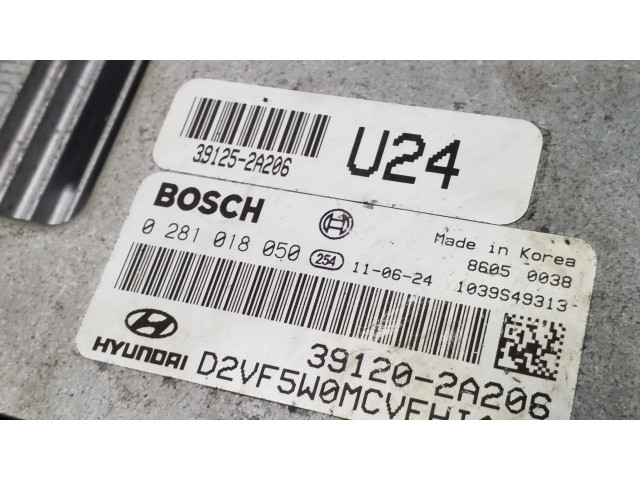 39125-2A206
U24
BOSCH
0 281 018 050 254 11-06-24
Made in Korea
8605 0038
1039S49313
39120-2A206
HYUNDAI